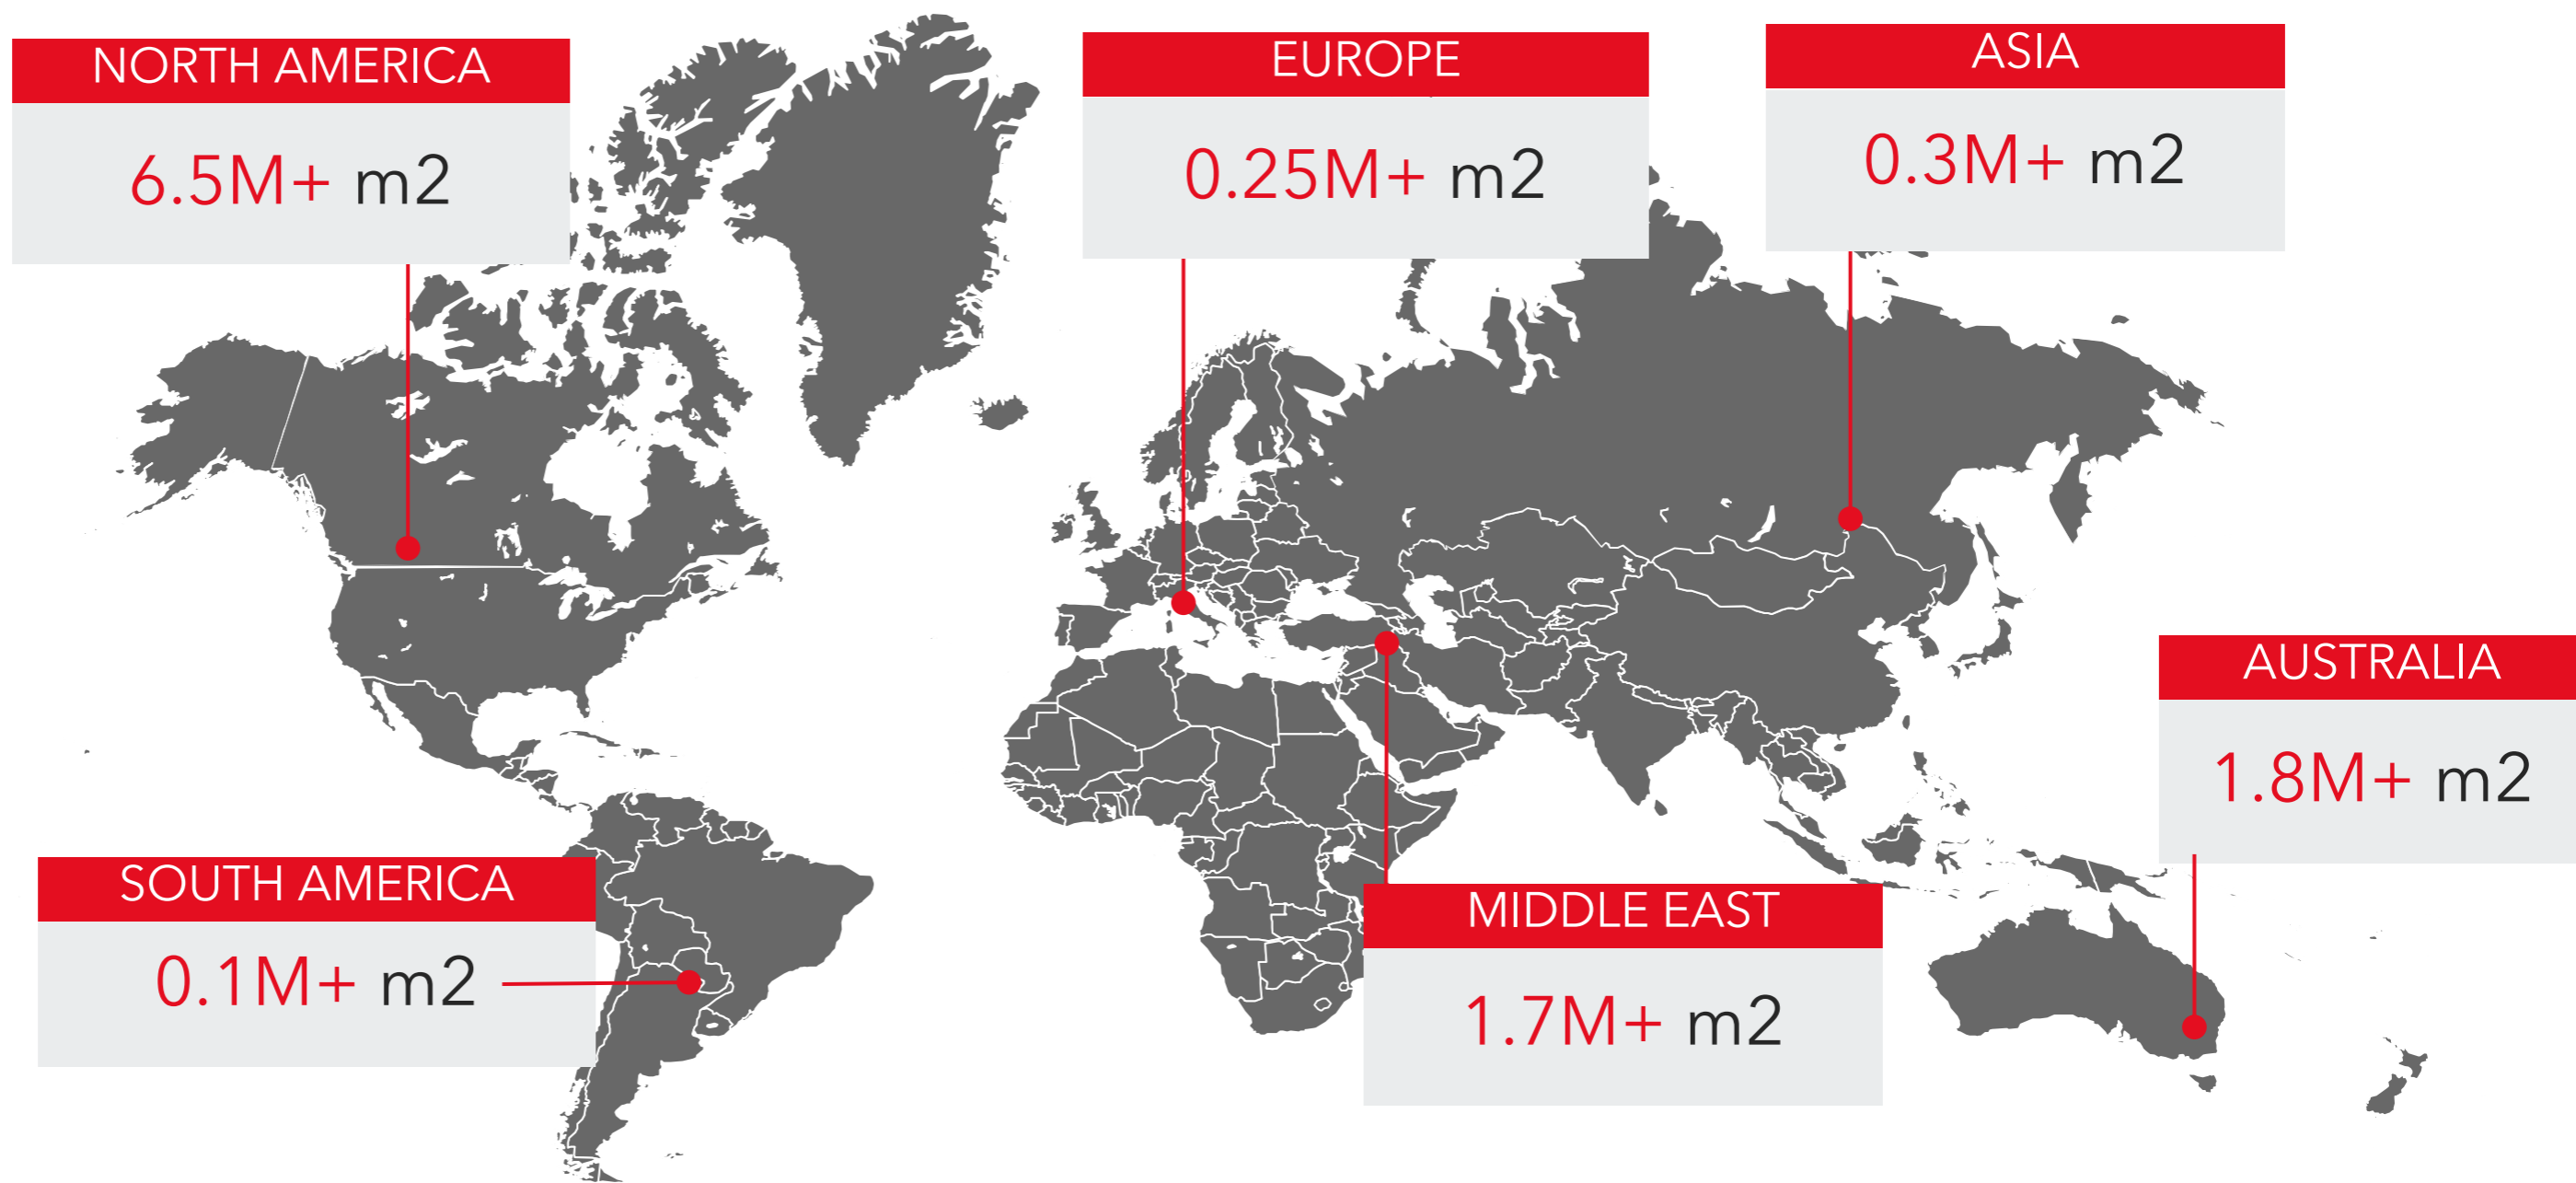 NORTH AMERICA
6.5M+ m2
EUROPE
0.25M+ m2
ASIA
0.3M+ m2
AUSTRALIA
1.8M+ m2
SOUTH AMERICA
0.1M+ m2
MIDDLE EAST
1.7M+ m2